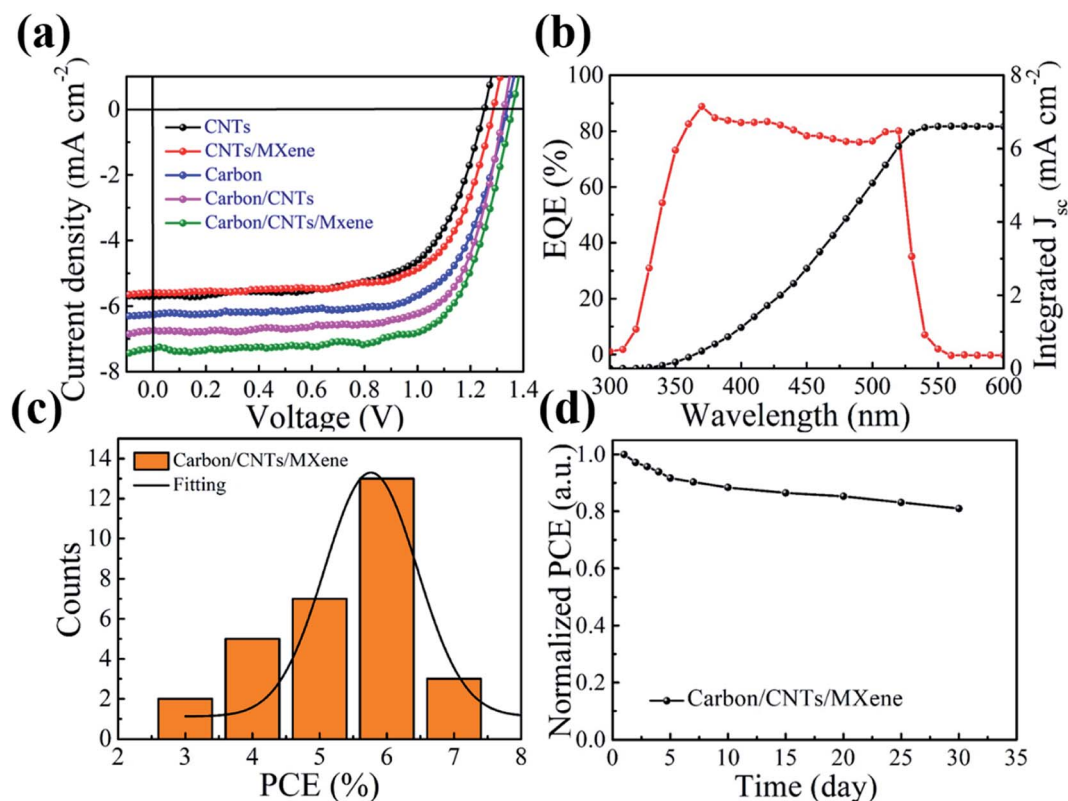 (a)
Current density (mA cm-2)
0
-2
-4
-6
-8
CNTs
CNTs/MXene
Carbon
Carbon/CNTs
Carbon/CNTs/Mxene
0.0 0.2 0.4 0.6 0.8 1.0 1.2 1.4
Voltage (V)
(b)
EQE (%)
100
80
60
40
20
0
8
6
4
2
0
Integrated Jsc (mA cm-2)
300 350 400 450 500 550 600
Wavelength (nm)
(c)
Counts
14
12
10
8
6
4
2
0
Carbon/CNTs/MXene
Fitting
2 3 4 5 6 7 8
PCE (%)
(d)
Normalized PCE (a.u.)
1.0
0.8
0.6
0.4
0.2
0.0
Carbon/CNTs/MXene
0 5 10 15 20 25 30 35
Time (day)